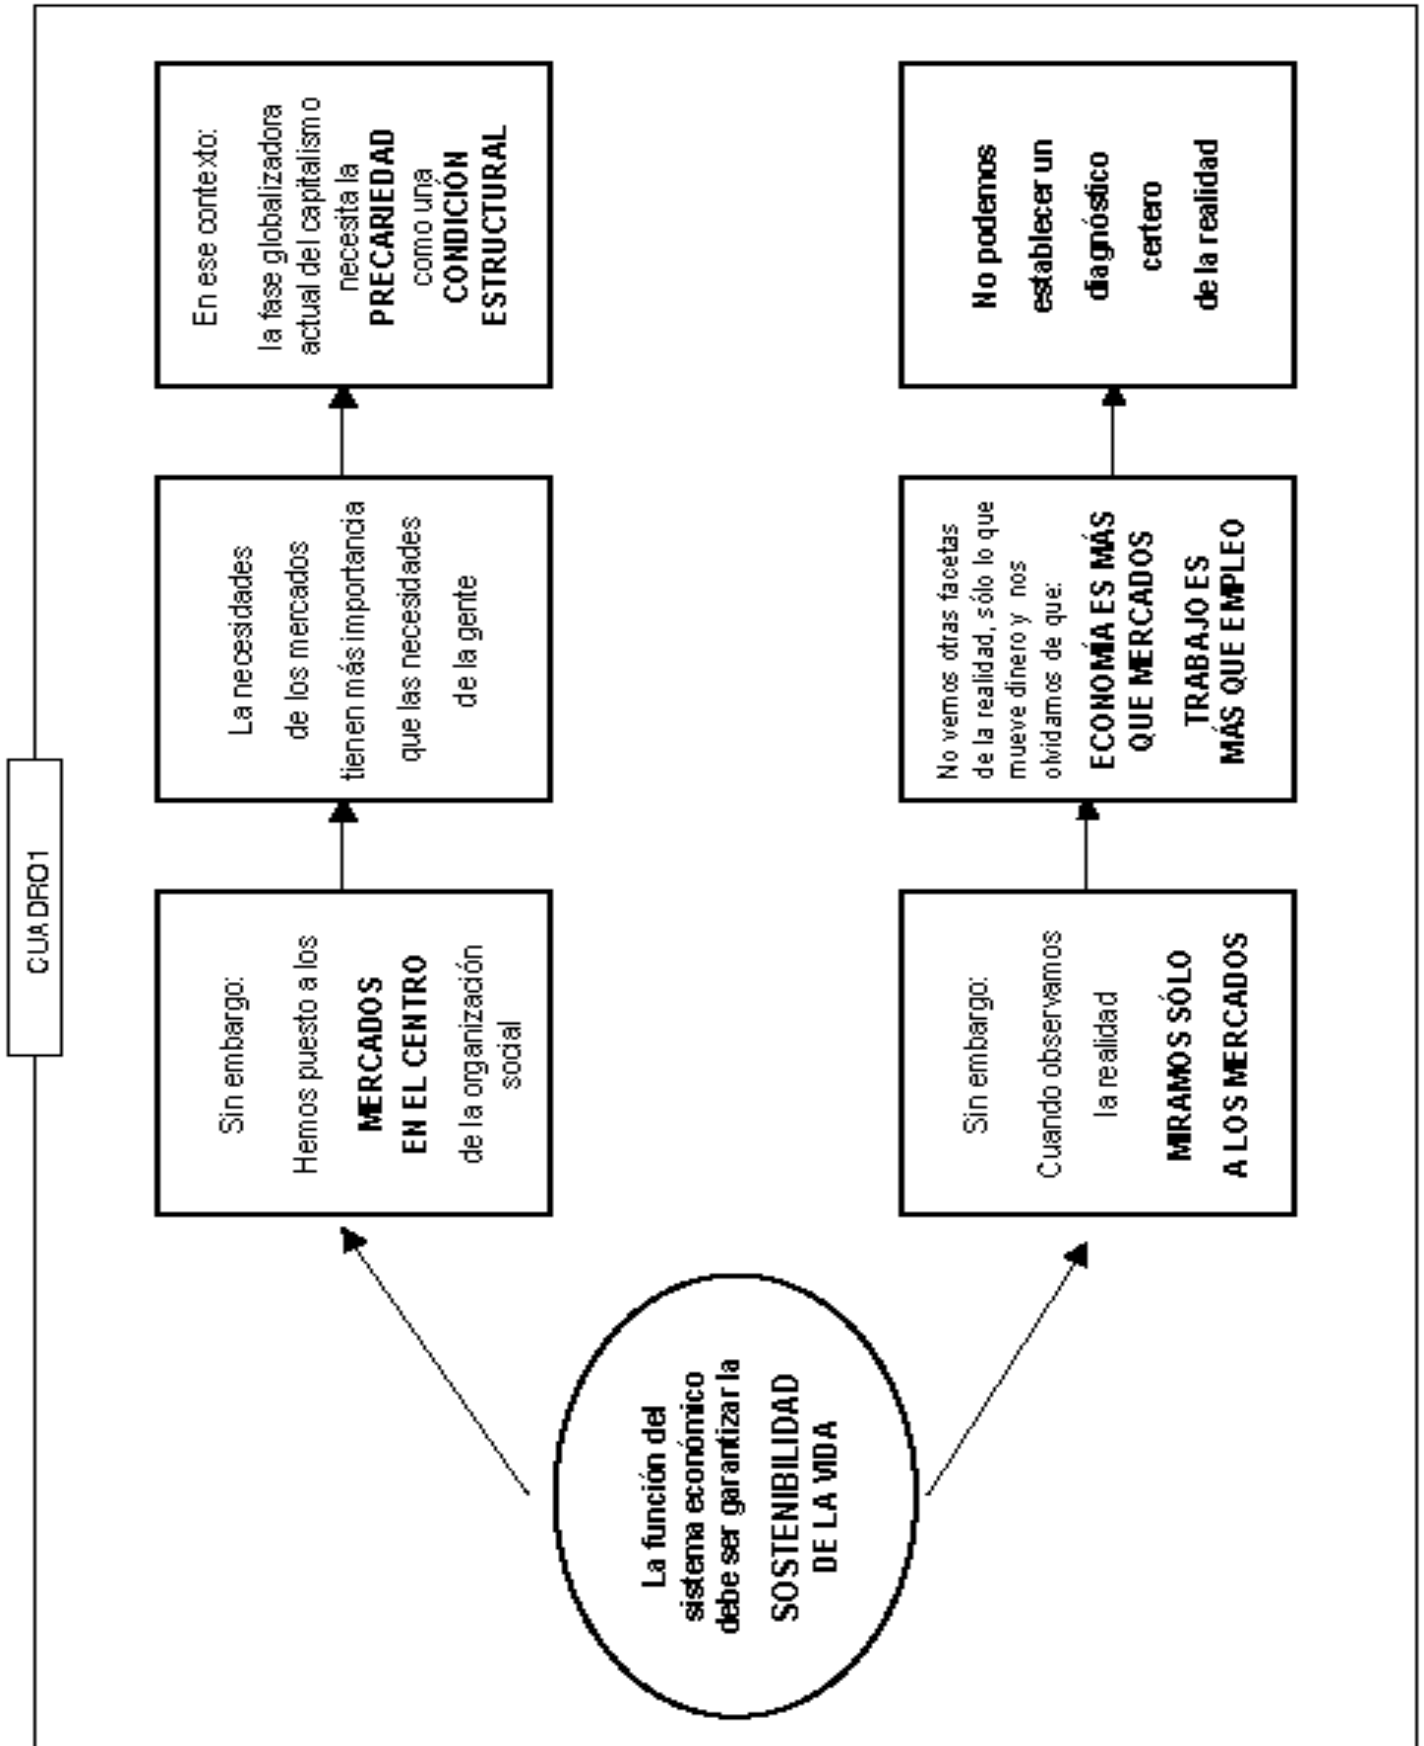 CUADRO1
La función del
sistema económico
debe ser garantizar la
SOSTENIBILIDAD
DE LA VIDA
Sin embargo:
Hemos puesto a los
MERCADOS
EN EL CENTRO
de la organización
social
La necesidades
de los mercados
tienen más importancia
que las necesidades
de la gente
En ese contexto:
la fase globalizadora
actual del capitalismo
necesita la
PRECARIEDAD
como una
CONDICIÓN
ESTRUCTURAL
Sin embargo:
Cuando observamos
la realidad
MIRAMOS SÓLO
A LOS MERCADOS
No vemos otras facetas
de la realidad, sólo lo que
mueve dinero y nos
olvidamos de que:
ECONOMÍA ES MÁS
QUE MERCADOS
TRABAJO ES
MÁS QUE EMPLEO
No podemos
establecer un
diagnóstico
certero
de la realidad